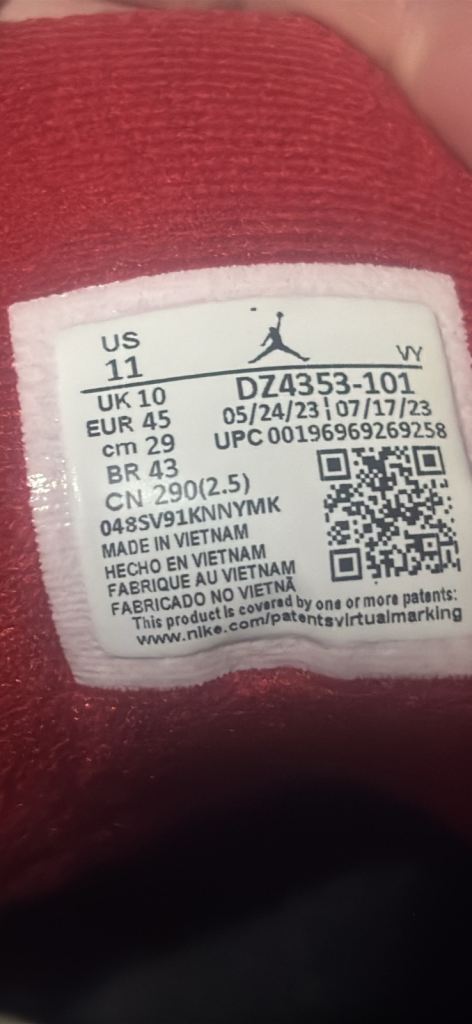 US
11
VY
UK 10
EUR 45
cm 29
BR 43
CN 290(2.5)
DZ4353-101
05/24/23 | 07/17/23
UPC 00196969269258
048SV91KNNYMK
MADE IN VIETNAM
HECHO EN VIETNAM
FABRIQUE AU VIETNAM
FABRICADO NO VIETNÃ
This product is covered by one or more patents:
www.nike.com/patentsvirtualmarking